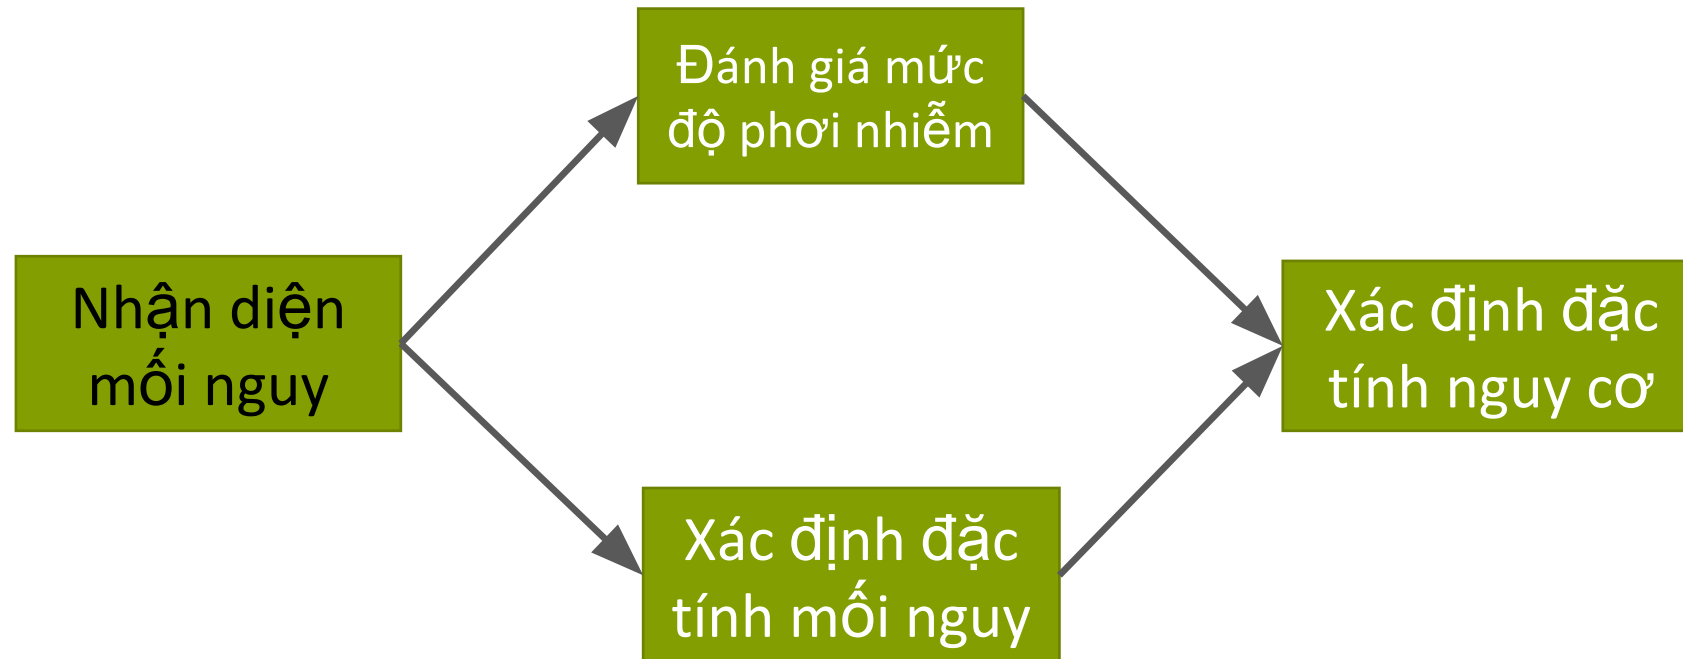 Nhận diện
mối nguy
Đánh giá mức
độ phơi nhiễm
Xác định đặc
tính mối nguy
Xác định đặc
tính nguy cơ